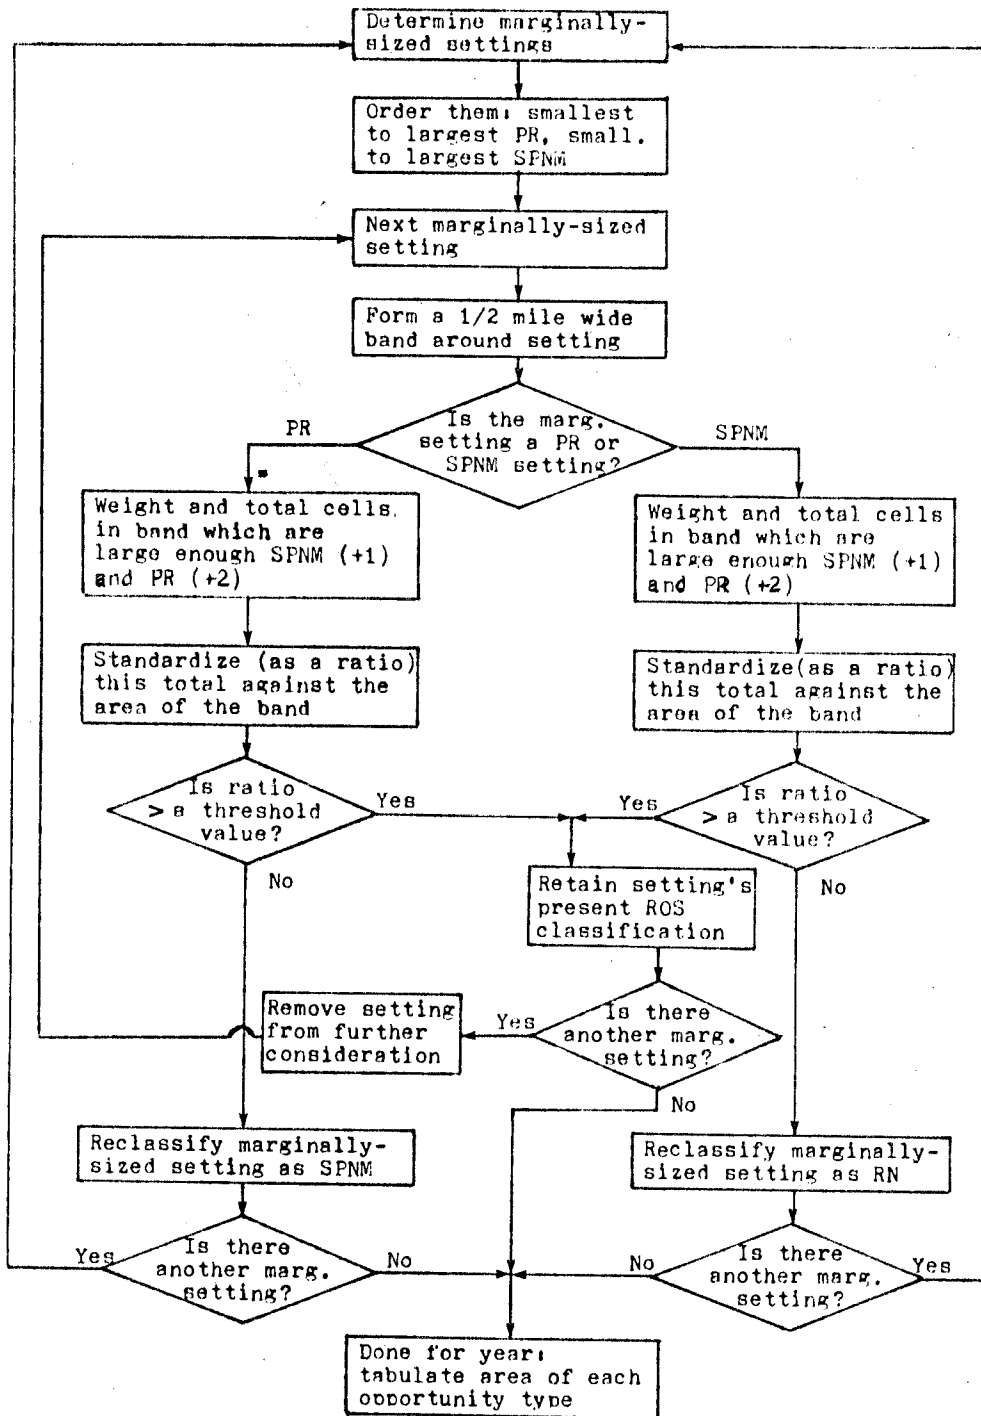 Determine marginally-
sized settings
Order them: smallest
to largest PR, small.
to largest SPNM
Next marginally-sized
setting
Form a 1/2 mile wide
band around setting
Is the marg.
setting a PR or
SPNM setting?
PR
SPNM
Weight and total cells
in band which are
large enough SPNM (+1)
and PR (+2)
Weight and total cells
in band which are
large enough SPNM (+1)
and PR (+2)
Standardize (as a ratio)
this total against the
area of the band
Standardize(as a ratio)
this total against the
area of the band
Is ratio
> a threshold
value?
Yes
No
Is ratio
> a threshold
value?
Yes
No
Retain setting's
present ROS
classification
Is there
another marg.
setting?
Yes
No
Remove setting
from further
consideration
Reclassify marginally-
sized setting as SPNM
Reclassify marginally-
sized setting as RN
Is there
another marg.
setting?
Yes
No
Is there
another marg.
setting?
No
Yes
Done for year:
tabulate area of each
opportunity type